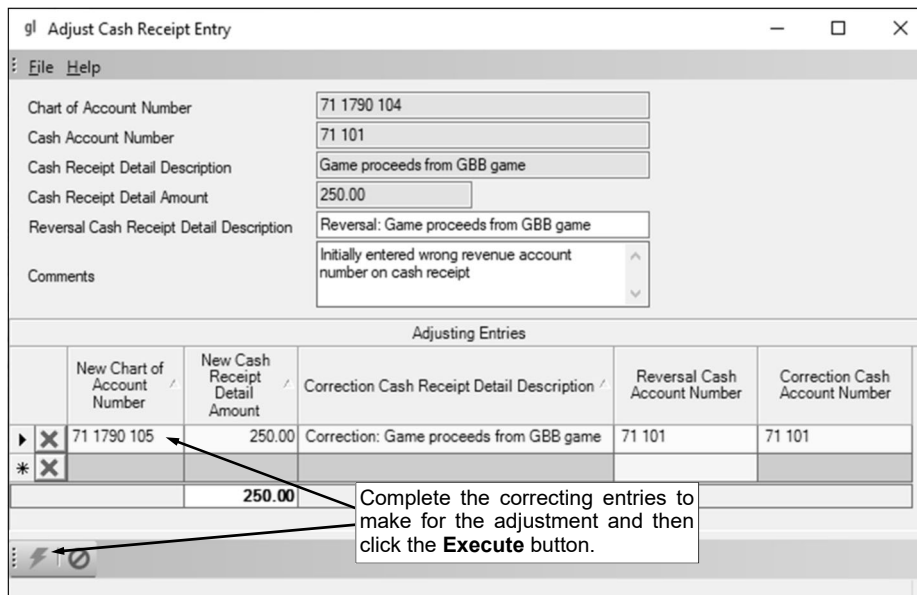 gl Adjust Cash Receipt Entry
File Help
Chart of Account Number 71 1790 104
Cash Account Number 71 101
Cash Receipt Detail Description Game proceeds from GBB game
Cash Receipt Detail Amount 250.00
Reversal Cash Receipt Detail Description Reversal: Game proceeds from GBB game
Comments Initially entered wrong revenue account
number on cash receipt
Adjusting Entries
New Chart of
Account
Number
New Cash
Receipt
Detail
Amount
Correction Cash Receipt Detail Description
Reversal Cash
Account Number
Correction Cash
Account Number
71 1790 105 250.00 Correction: Game proceeds from GBB game 71 101 71 101
250.00
Complete the correcting entries to
make for the adjustment and then
click the Execute button.